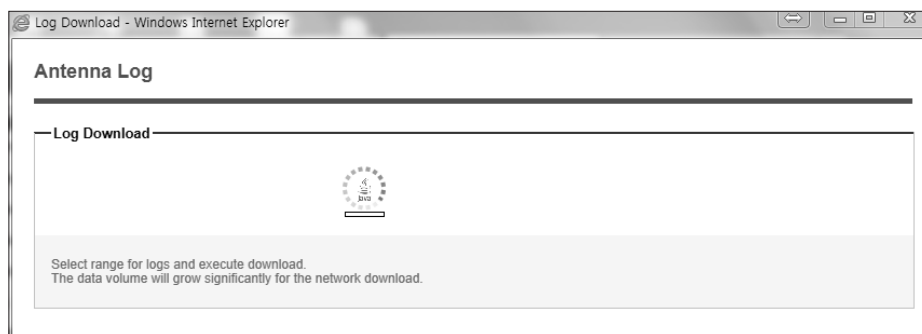 Log Download - Windows Internet Explorer
Antenna Log
Log Download
Java
Select range for logs and execute download.
The data volume will grow significantly for the network download.